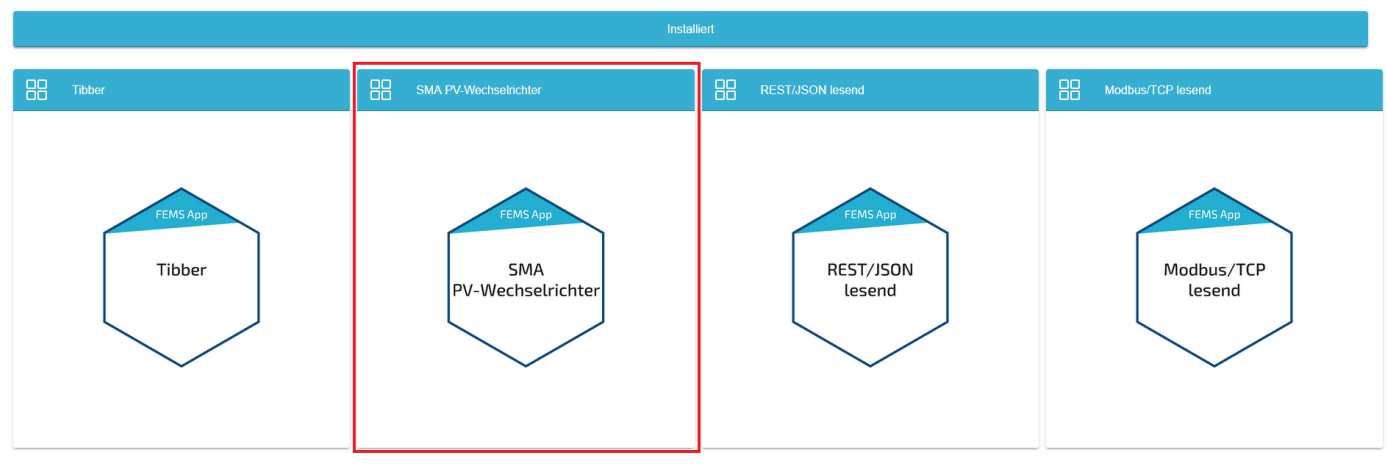 Installiert
Tibber
SMA PV-Wechselrichter
REST/JSON lesend
Modbus/TCP lesend
FEMS App
Tibber
FEMS App
SMA
PV-Wechselrichter
FEMS App
REST/JSON
lesend
FEMS App
Modbus/TCP
lesend